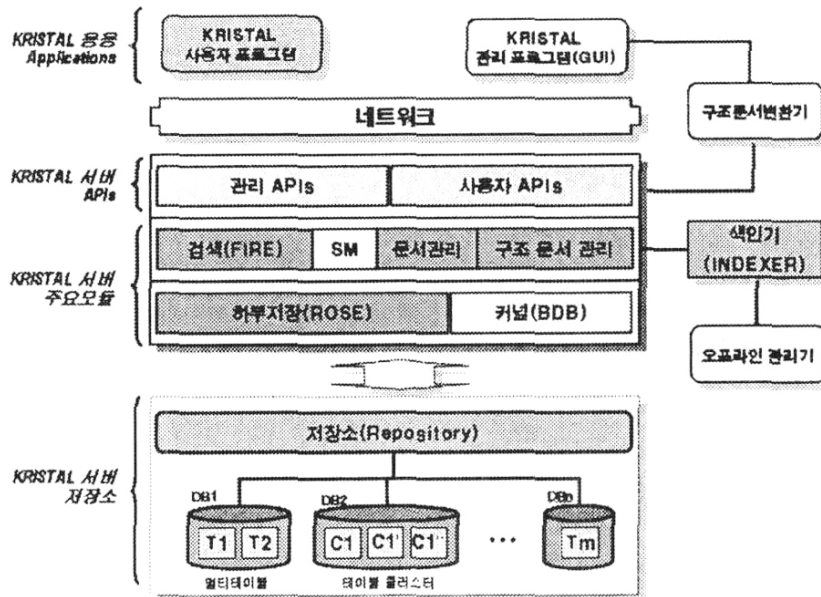 KRISTAL 응용
Applications
KRISTAL
사용자 프로그램
KRISTAL
관리 프로그램(GUI)
네트워크
구조문서변환기
KRISTAL 서버
APIs
관리 APIs
사용자 APIs
KRISTAL 서버
주요모듈
검색(FIRE)
SM
문서관리
구조 문서 관리
색인기
(INDEXER)
하부저장(ROSE)
커널(BDB)
오프라인 관리기
KRISTAL 서버
저장소
저장소(Repository)
DB1
DB2
DBn
T1
T2
C1
C1'
C1''
...
Tm
멀티테이블
테이블 클러스터